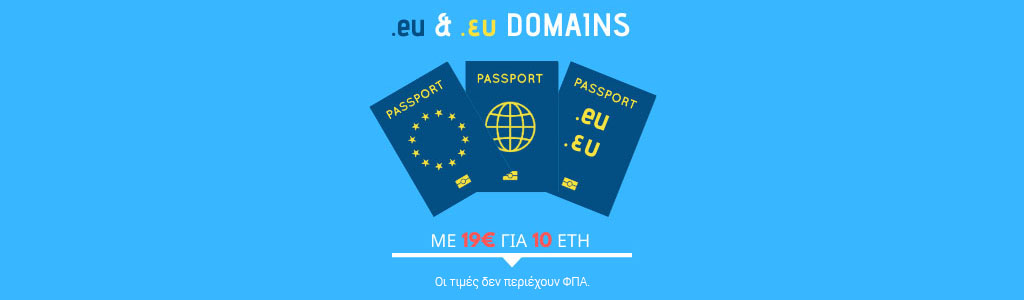 .eu & .ευ DOMAINS
PASSPORT
PASSPORT
PASSPORT
.eu
.ευ
ΜΕ 19€ ΓΙΑ 10 ΕΤΗ
Οι τιμές δεν περιέχουν ΦΠΑ.